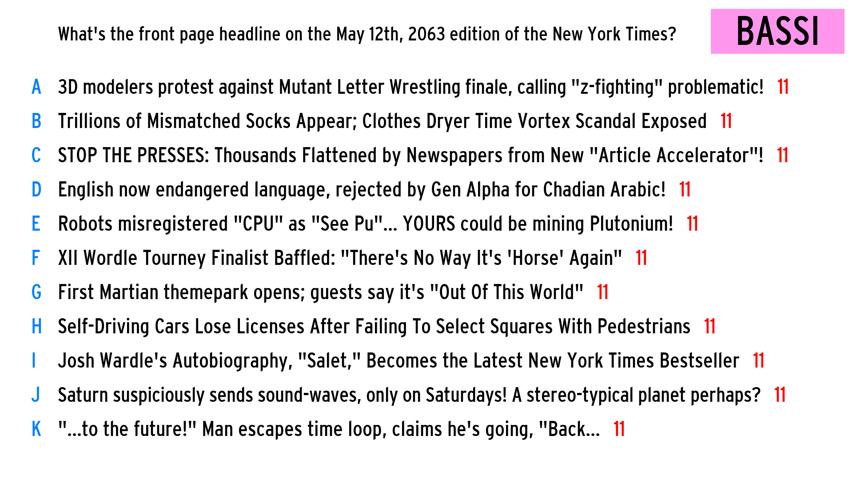 What's the front page headline on the May 12th, 2063 edition of the New York Times?
BASSI
A 3D modelers protest against Mutant Letter Wrestling finale, calling "z-fighting" problematic! 11
B Trillions of Mismatched Socks Appear; Clothes Dryer Time Vortex Scandal Exposed 11
C STOP THE PRESSES: Thousands Flattened by Newspapers from New "Article Accelerator"! 11
D English now endangered language, rejected by Gen Alpha for Chadian Arabic! 11
E Robots misregistered "CPU" as "See Pu"... YOURS could be mining Plutonium! 11
F XII Wordle Tourney Finalist Baffled: "There's No Way It's 'Horse' Again" 11
G First Martian themepark opens; guests say it's "Out Of This World" 11
H Self-Driving Cars Lose Licenses After Failing To Select Squares With Pedestrians 11
I Josh Wardle's Autobiography, "Salet," Becomes the Latest New York Times Bestseller 11
J Saturn suspiciously sends sound-waves, only on Saturdays! A stereo-typical planet perhaps? 11
K "...to the future!" Man escapes time loop, claims he's going, "Back... 11